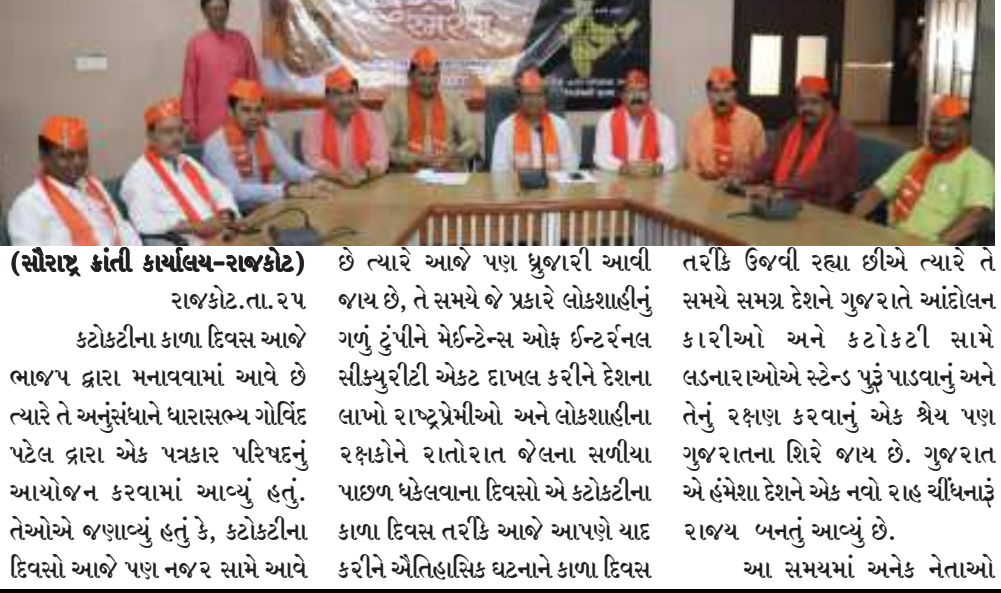 (સૌરાષ્ટ્ર ક્રાંતી કાર્યાલય-રાજકોટ)
રાજકોટ.તા.૨૫
કટોકટીના કાળા દિવસ આજે
ભાજપ દ્વારા મનાવવામાં આવે છે
ત્યારે તે અનુંસંધાને ધારાસભ્ય ગોવિંદ
પટેલ દ્રારા એક પત્રકાર પરિષદનું
આયોજન કરવામાં આવ્યું હતું.
તેઓએ જણાવ્યું હતું કે, કટોકટીના
દિવસો આજે પણ નજર સામે આવે
છે ત્યારે આજે પણ ધ્રુજારી આવી
જાય છે, તે સમયે જે પ્રકારે લોકશાહીનું
ગળું ટુંપીને મેઈન્ટેન્સ ઓફ ઈન્ટર્રનલ
સીક્યુરીટી એકટ દાખલ કરીને દેશના
લાખો રાષ્ટ્રપ્રેમીઓ અને લોકશાહીના
રક્ષકોને રાતોરાત જેલના સળીયા
પાછળ ધકેલવાના દિવસો એ કટોકટીના
કાળા દિવસ તરીકે આજે આપણે યાદ
કરીને ઐતિહાસિક ઘટનાને કાળા દિવસ
તરીકે ઉજવી રહ્યા છીએ ત્યારે તે
સમયે સમગ્ર દેશને ગુજરાતે આંદોલન
કારીઓ અને કટોકટી સામે
લડનારાઓએ સ્ટેન્ડ પુરૂં પાડવાનું અને
તેનું રક્ષણ કરવાનું એક શ્રેય પણ
ગુજરાતના શિરે જાય છે. ગુજરાત
એ હંમેશા દેશને એક નવો રાહ ચીંધનારૂં
રાજય બનતું આવ્યું છે.
આ સમયમાં અનેક નેતાઓ